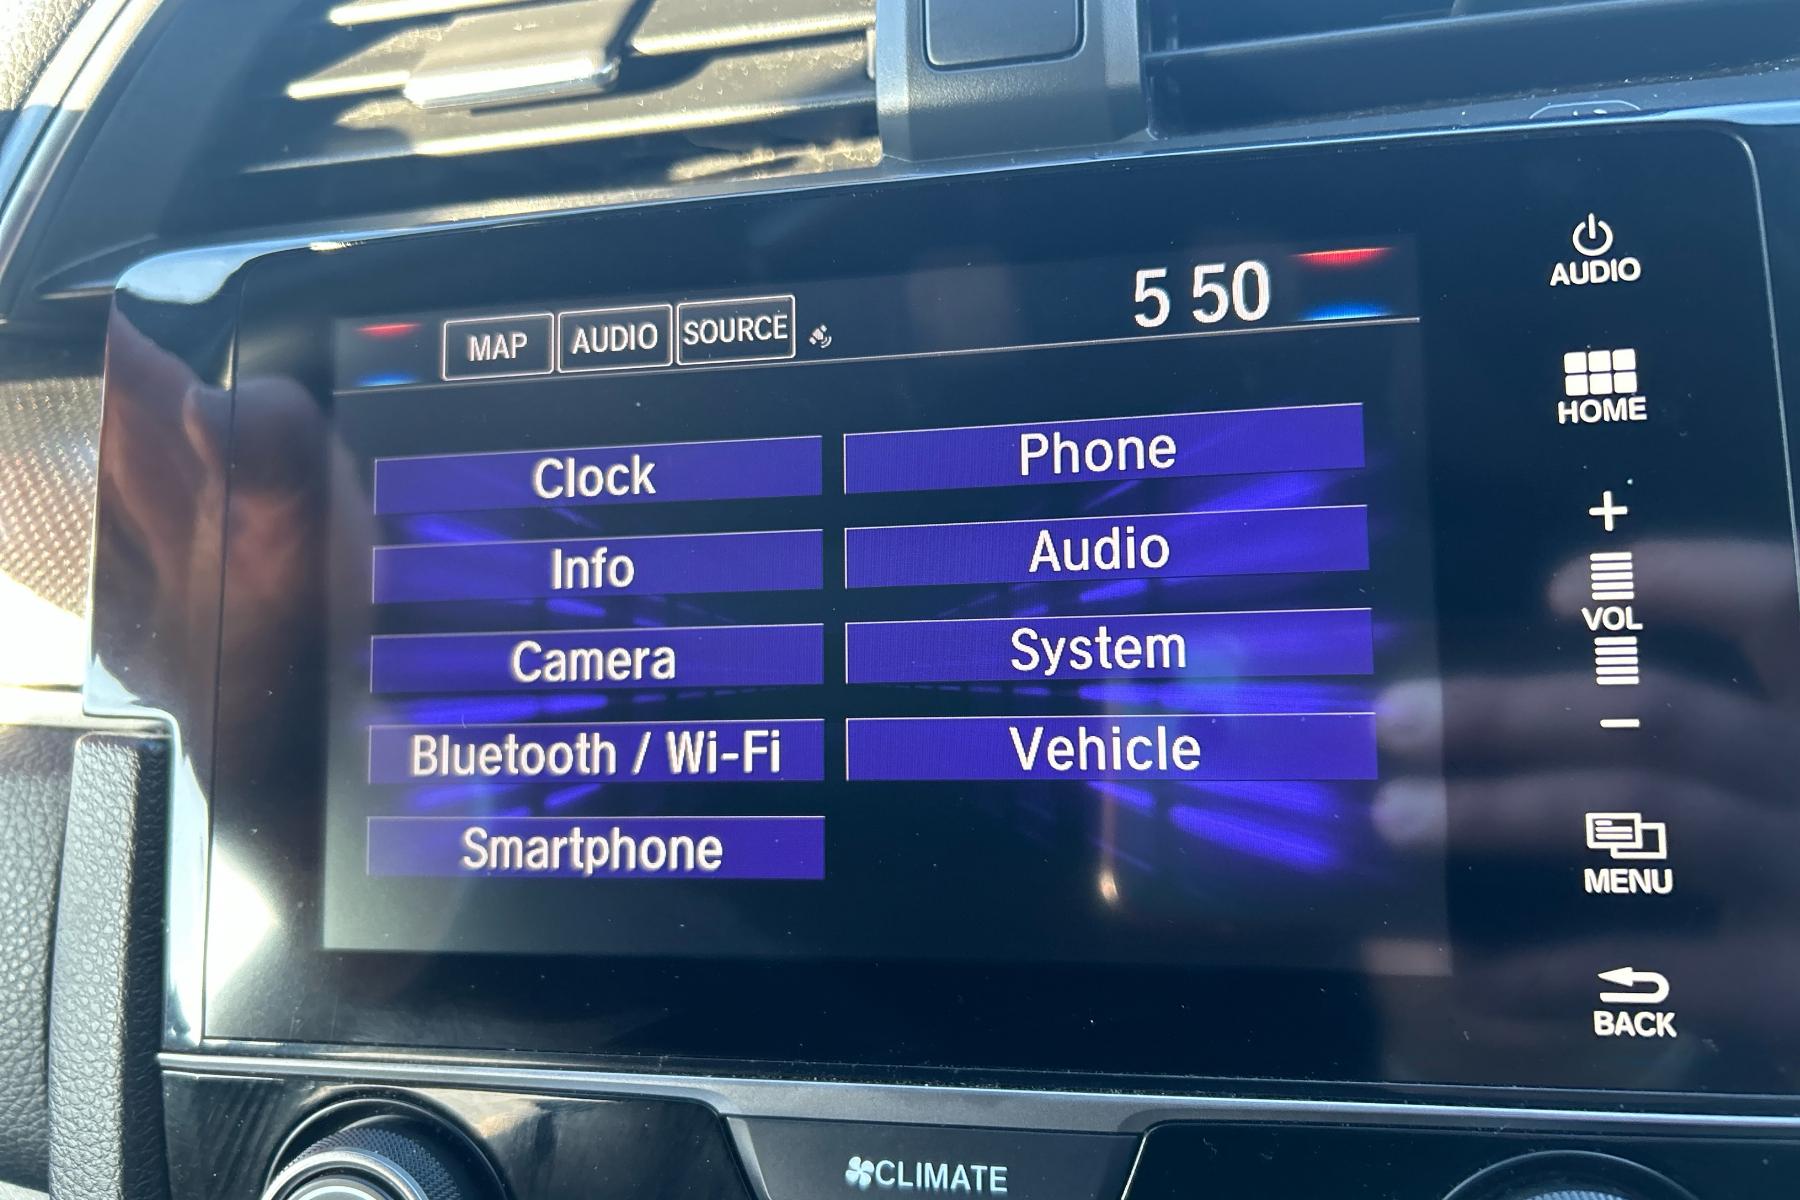 MAP AUDIO SOURCE 5 50
AUDIO
HOME
Clock Phone
Info Audio
Camera System
Bluetooth / Wi-Fi Vehicle
Smartphone
+
VOL
−
MENU
BACK
CLIMATE